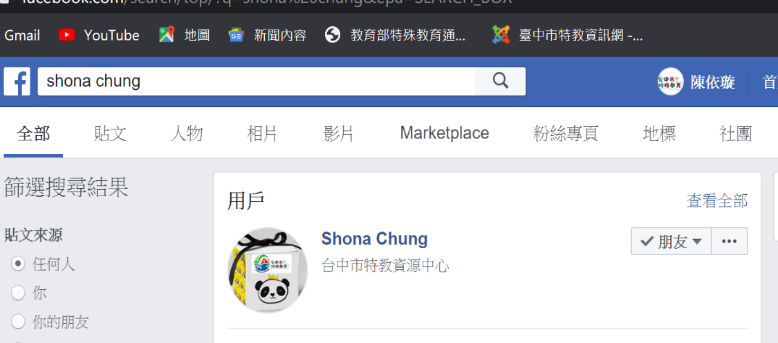 Gmail YouTube 地圖 新聞內容 教育部特殊教育通... 臺中市特教資訊網 -...
shona chung 陳依璇 首
全部 貼文 人物 相片 影片 Marketplace 粉絲專頁 地標 社團
篩選搜尋結果
貼文來源
任何人
你
你的朋友
用戶 查看全部
Shona Chung 朋友
台中市特教資源中心